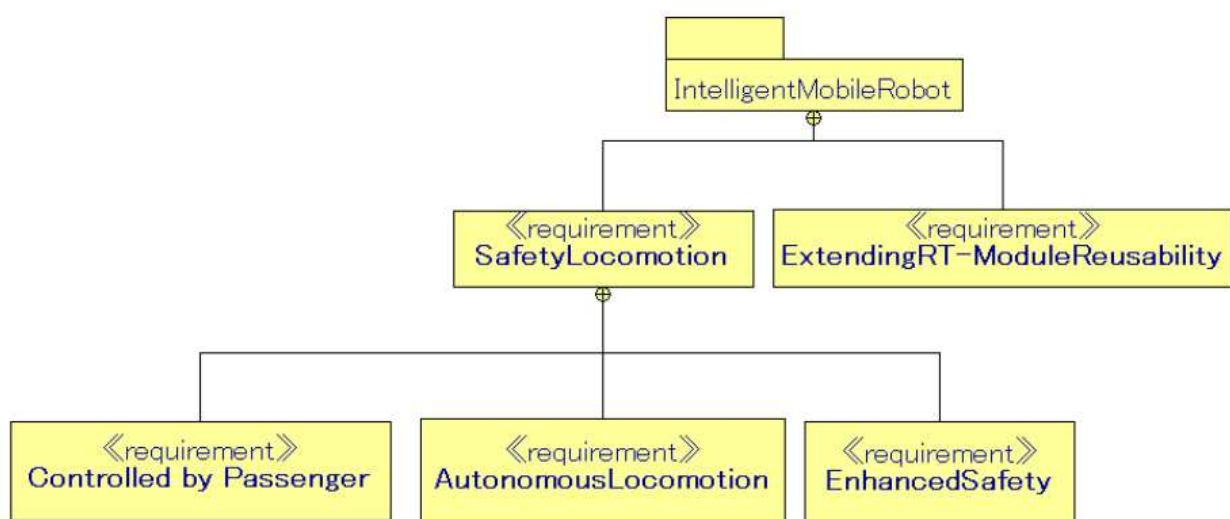 IntelligentMobileRobot
≪requirement≫
SafetyLocomotion
≪requirement≫
ExtendingRT-ModuleReusability
≪requirement≫
Controlled by Passenger
≪requirement≫
AutonomousLocomotion
≪requirement≫
EnhancedSafety